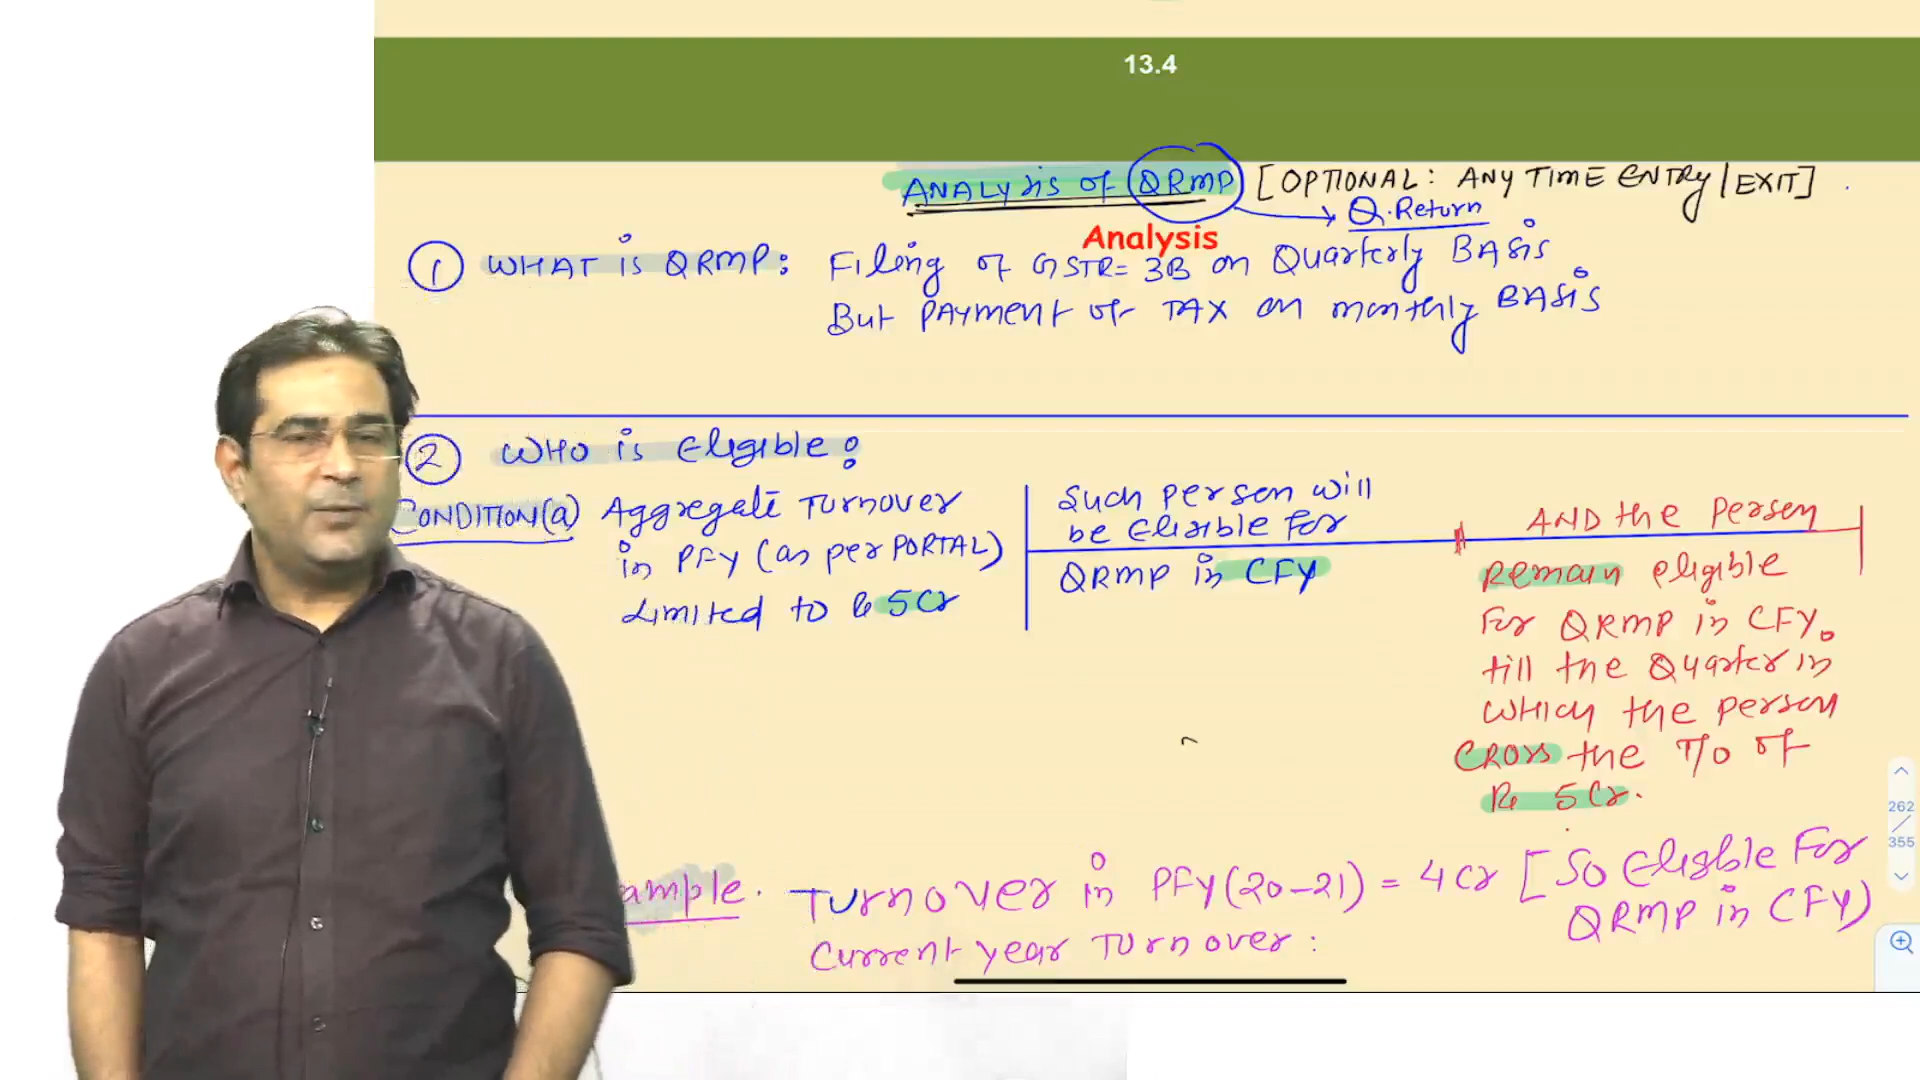 13.4
ANALYSIS OF QRMP [OPTIONAL: ANY TIME ENTRY/EXIT]
Q.Return
Analysis
① WHAT is QRMP: Filing of GSTR-3B on Quarterly BASIS
But PAYMENT OF TAX on monthly BASIS
② WHO is Eligible:
CONDITION(a) Aggregate Turnover
in PFY (as per PORTAL)
Limited to Rs 5Cr
Such person will
be Eligible for
QRMP in CFY
AND the Person
REMAIN eligible
For QRMP in CFY.
till the Quarter in
WHICH the person
CROSS the T/O of
Rs 5Cr.
ample. Turnover in PFY(20-21) = 4Cr [So Eligible For
QRMP in CFY)
Current year Turnover:
262
/
355